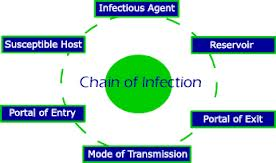 Infectious Agent
Susceptible Host
Reservoir
Chain of Infection
Portal of Entry
Portal of Exit
Mode of Transmission